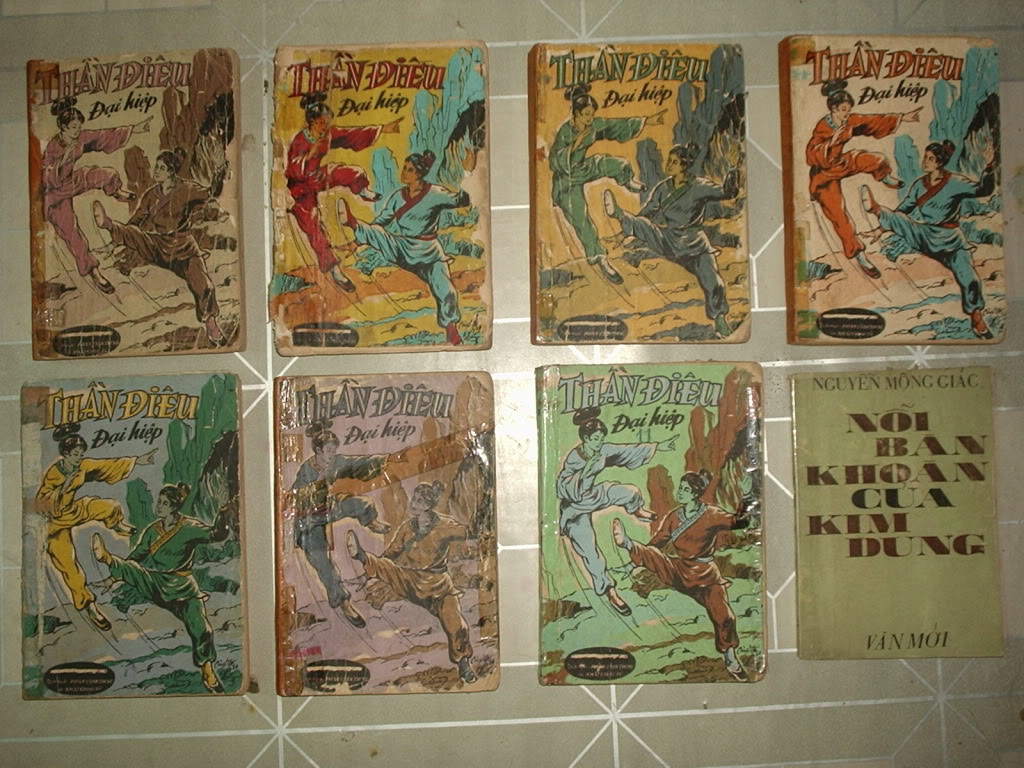 THẦN ĐIÊU
Đại hiệp
THẦN ĐIÊU
Đại hiệp
THẦN ĐIÊU
Đại hiệp
THẦN ĐIÊU
Đại hiệp
THẦN ĐIÊU
Đại hiệp
THẦN ĐIÊU
Đại hiệp
THẦN ĐIÊU
Đại hiệp
NGUYỄN MỘNG GIÁC
NỖI
BĂN
KHOĂN
CỦA
KIM
DUNG
VĂN MỚI